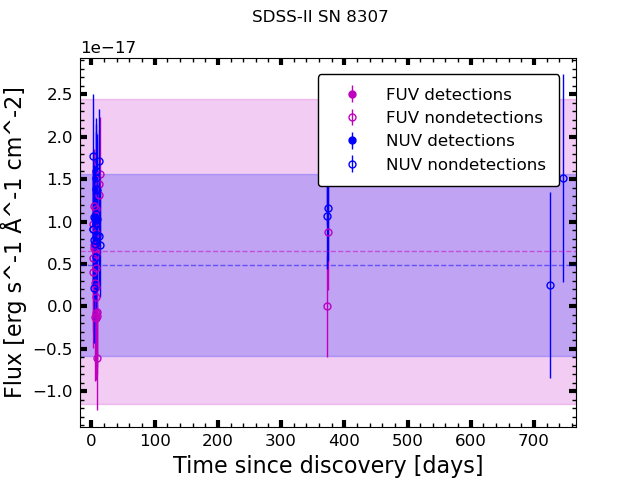 SDSS-II SN 8307
1e−17
FUV detections
FUV nondetections
NUV detections
NUV nondetections
2.5
2.0
1.5
1.0
0.5
0.0
−0.5
−1.0
Flux [erg s^-1 Å^-1 cm^-2]
0 100 200 300 400 500 600 700
Time since discovery [days]